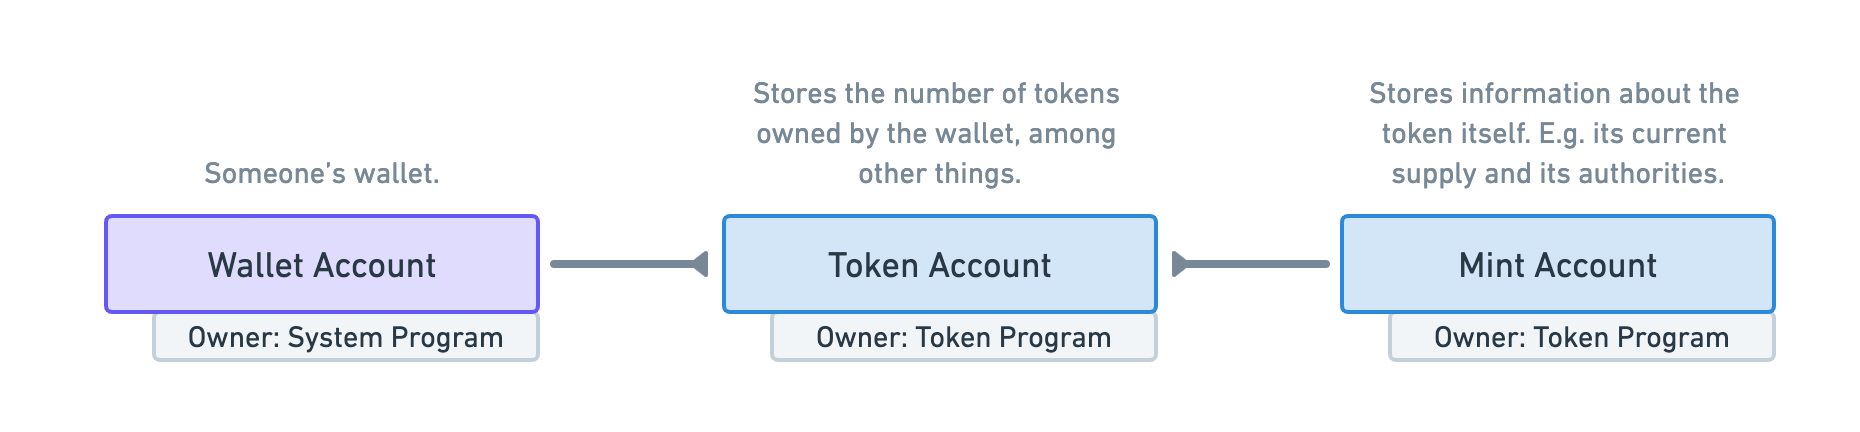 Someone’s wallet.
Wallet Account
Owner: System Program
Stores the number of tokens
owned by the wallet, among
other things.
Token Account
Owner: Token Program
Stores information about the
token itself. E.g. its current
supply and its authorities.
Mint Account
Owner: Token Program